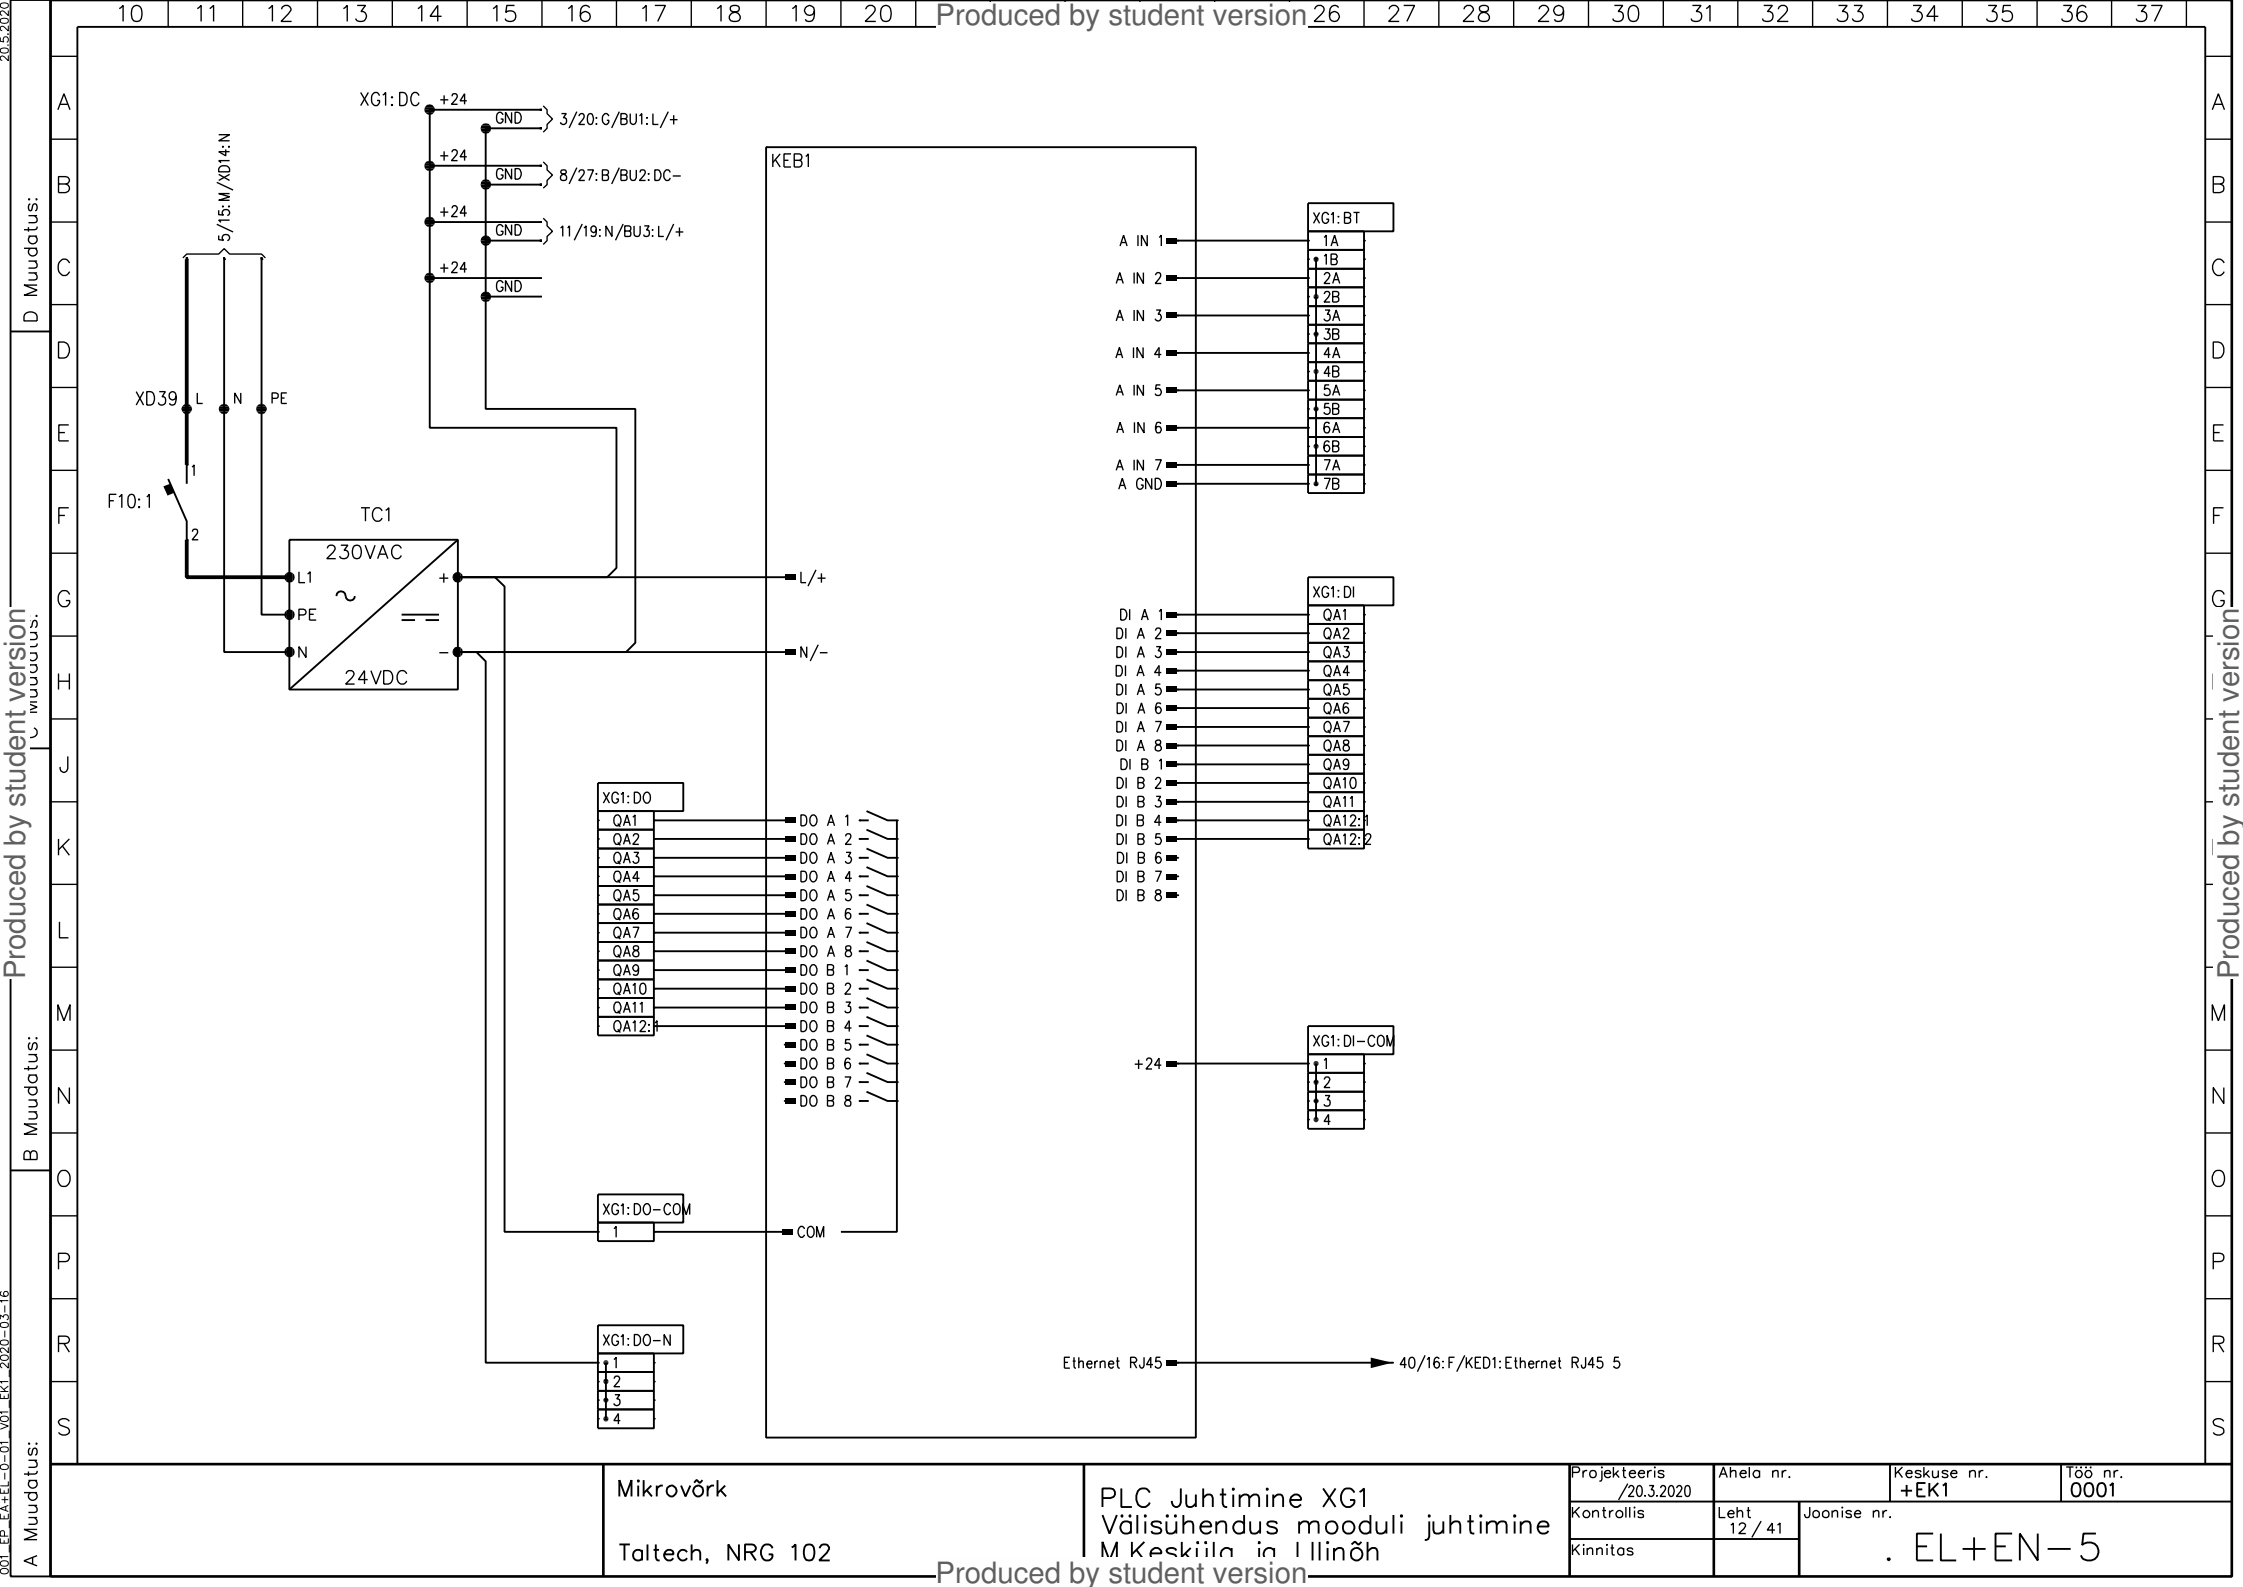 10 11 12 13 14 15 16 17 18 19 20 Produced by student version 26 27 28 29 30 31 32 33 34 35 36 37
20.5.2020
A A
B B
C C
D D
E E
F F
G G
H H
J J
K K
L L
M M
N N
O O
P P
R R
S S
D Muudatus:
C Muudatus:
B Muudatus:
A Muudatus:
Produced by student version
Produced by student version
5/15:M/XD14:N
XD39 L N PE
1
F10:1
2
TC1
230VAC
L1 +
PE
N -
24VDC
XG1:DC +24
GND 3/20:G/BU1:L/+
+24
GND 8/27:B/BU2:DC-
+24
GND 11/19:N/BU3:L/+
+24
GND
KEB1
L/+
N/-
XG1:DO
QA1 DO A 1
QA2 DO A 2
QA3 DO A 3
QA4 DO A 4
QA5 DO A 5
QA6 DO A 6
QA7 DO A 7
QA8 DO A 8
QA9 DO B 1
QA10 DO B 2
QA11 DO B 3
QA12:1 DO B 4
DO B 5
DO B 6
DO B 7
DO B 8
XG1:DO-COM
1 COM
XG1:DO-N
1
2
3
4
XG1:BT
A IN 1 1A
1B
A IN 2 2A
2B
A IN 3 3A
3B
A IN 4 4A
4B
A IN 5 5A
5B
A IN 6 6A
6B
A IN 7 7A
A GND 7B
XG1:DI
DI A 1 QA1
DI A 2 QA2
DI A 3 QA3
DI A 4 QA4
DI A 5 QA5
DI A 6 QA6
DI A 7 QA7
DI A 8 QA8
DI B 1 QA9
DI B 2 QA10
DI B 3 QA11
DI B 4 QA12:1
DI B 5 QA12:2
DI B 6
DI B 7
DI B 8
XG1:DI-COM
+24 1
2
3
4
Ethernet RJ45 40/16:F/KED1:Ethernet RJ45 5
Mikrovõrk
Taltech, NRG 102
PLC Juhtimine XG1
Välisühendus mooduli juhtimine
M.Kesküla ja I.Ilinõh
Projekteeris
/20.3.2020
Kontrollis
Kinnitas
Ahela nr.
Keskuse nr.
+EK1
Töö nr.
0001
Leht
12 / 41
Joonise nr.
. EL+EN-5
Produced by student version